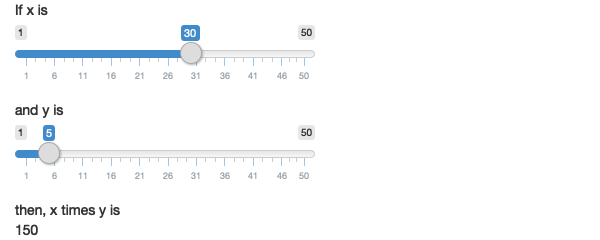 If x is
1 30 50
1 6 11 16 21 26 31 36 41 46 50
and y is
1 5 50
1 6 11 16 21 26 31 36 41 46 50
then, x times y is
150